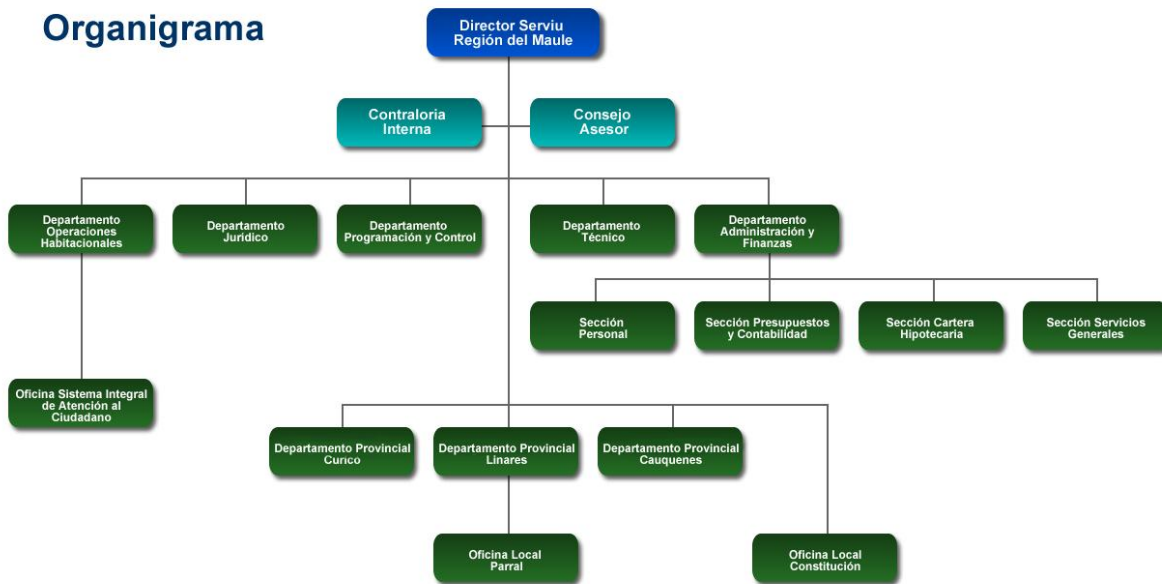 Organigrama
Director Serviu
Región del Maule
Contraloria
Interna
Consejo
Asesor
Departamento
Operaciones
Habitacionales
Departamento
Jurídico
Departamento
Programación y Control
Departamento
Técnico
Departamento
Administración y
Finanzas
Sección
Personal
Sección Presupuestos
y Contabilidad
Sección Cartera
Hipotecaria
Sección Servicios
Generales
Oficina Sistema Integral
de Atención al
Ciudadano
Departamento Provincial
Curicó
Departamento Provincial
Linares
Departamento Provincial
Cauquenes
Oficina Local
Parral
Oficina Local
Constitución